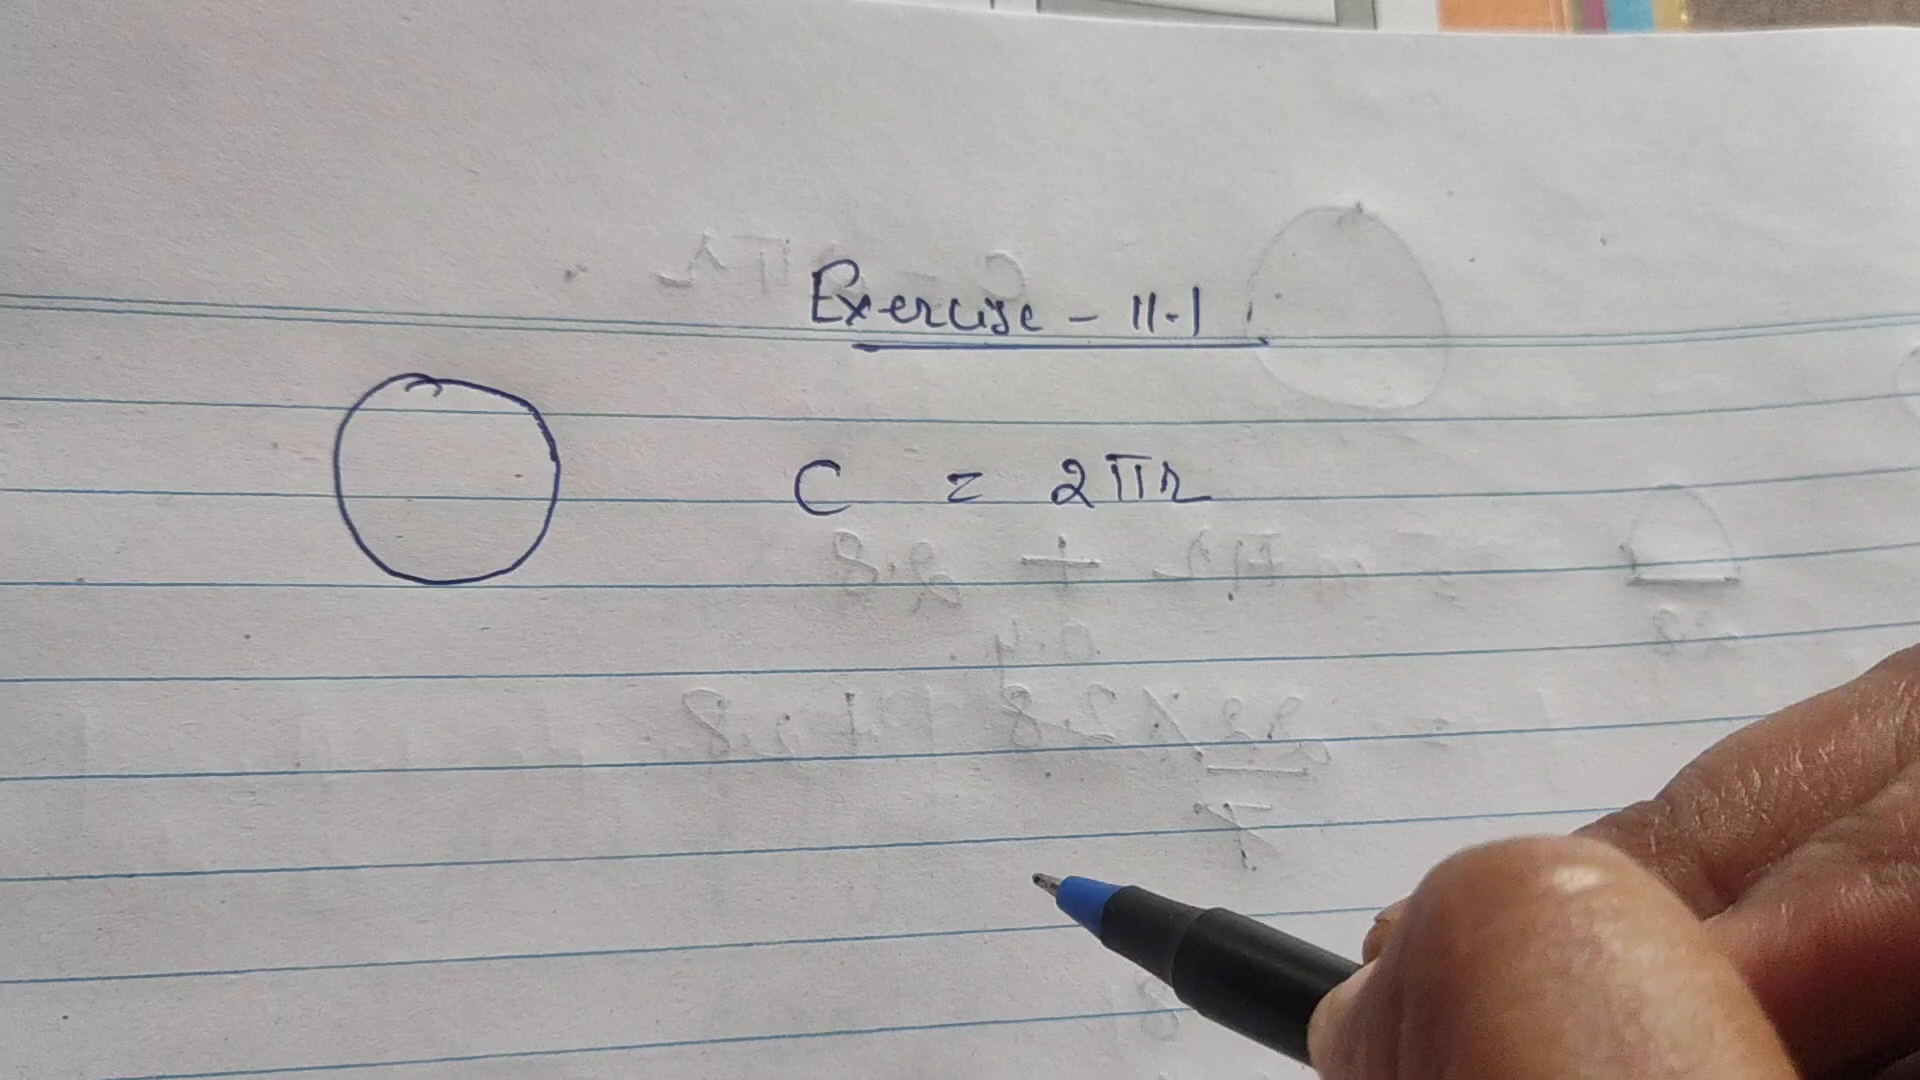 Exercise - 11.1
C = 2πr